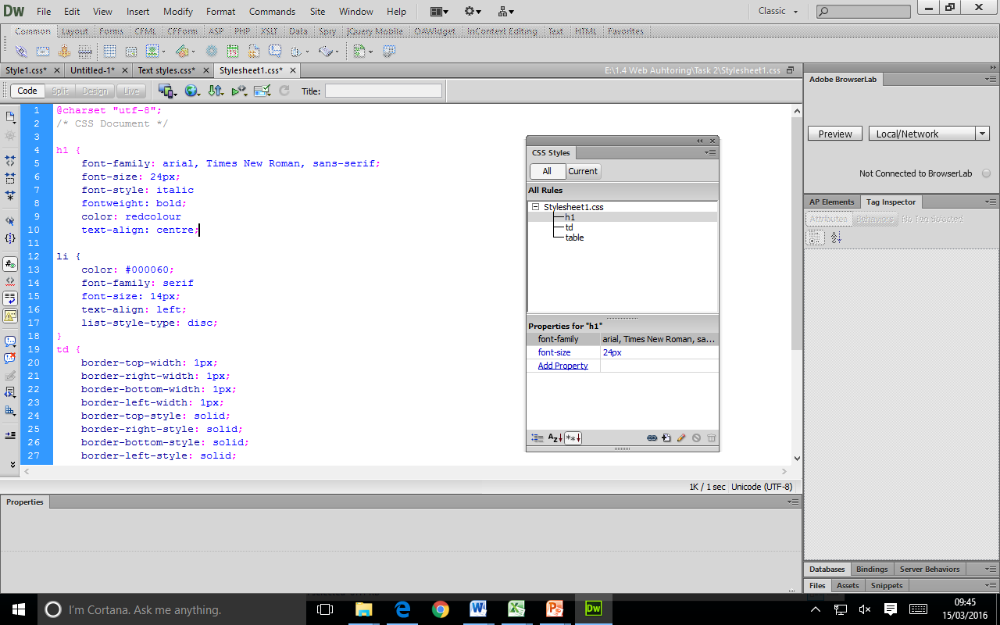 Dw File Edit View Insert Modify Format Commands Site Window Help Classic
Common Layout Forms CFML CFForm ASP PHP XSLT Data Spry jQuery Mobile OAWidget InContext Editing Text HTML Favorites
Style1.css* Untitled-1* Text styles.css* Stylesheet1.css* E:\1.4 Web Auhtoring\Task 2\Stylesheet1.css
Code Split Design Live Title:
1 @charset "utf-8";
2 /* CSS Document */
3
4 h1 {
5 font-family: arial, Times New Roman, sans-serif;
6 font-size: 24px;
7 font-style: italic
8 fontweight: bold;
9 color: redcolour
10 text-align: centre;
11
12 li {
13 color: #000060;
14 font-family: serif
15 font-size: 14px;
16 text-align: left;
17 list-style-type: disc;
18 }
19 td {
20 border-top-width: 1px;
21 border-right-width: 1px;
22 border-bottom-width: 1px;
23 border-left-width: 1px;
24 border-top-style: solid;
25 border-right-style: solid;
26 border-bottom-style: solid;
27 border-left-style: solid;
CSS Styles
All Current
All Rules
Stylesheet1.css
h1
td
table
Properties for "h1"
font-family arial, Times New Roman, sa...
font-size 24px
Add Property
1K / 1 sec Unicode (UTF-8)
Properties
Adobe BrowserLab
Preview Local/Network
Not Connected to BrowserLab
AP Elements Tag Inspector
Attributes Behaviors No Tag Selected
Databases Bindings Server Behaviors
Files Assets Snippets
I'm Cortana. Ask me anything.
Dw
09:45
15/03/2016